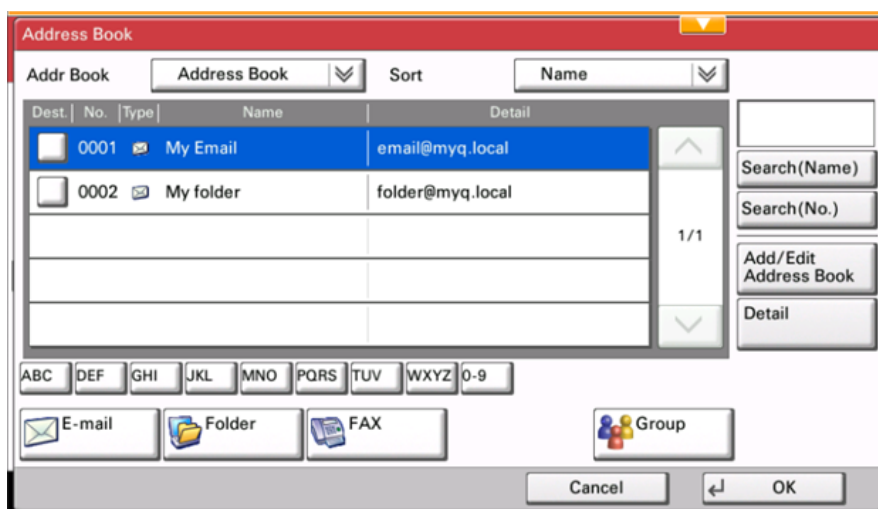 Address Book
Addr Book Address Book Sort Name
Dest. No. Type Name Detail
0001 My Email email@myq.local
Search(Name)
0002 My folder folder@myq.local
Search(No.)
1/1
Add/Edit
Address Book
Detail
ABC DEF GHI JKL MNO PQRS TUV WXYZ 0-9
E-mail Folder FAX Group
Cancel OK